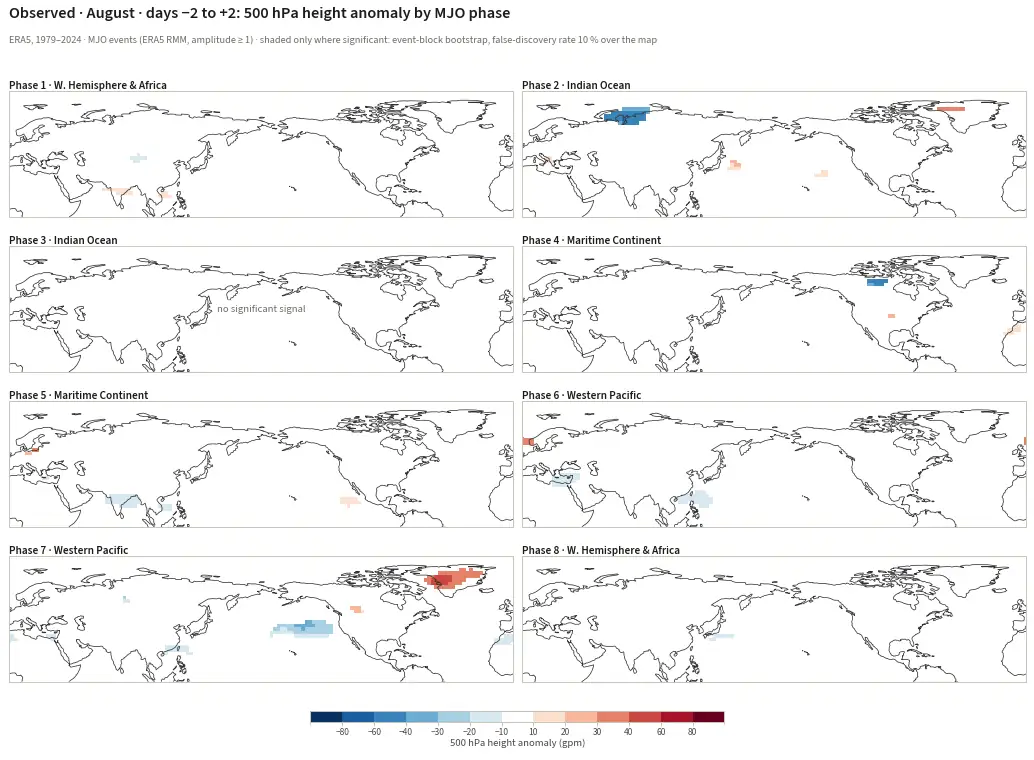 Observed · August · days −2 to +2: 500 hPa height anomaly by MJO phase
ERA5, 1979–2024 · MJO events (ERA5 RMM, amplitude ≥ 1) · shaded only where significant: event-block bootstrap, false-discovery rate 10 % over the map
Phase 1 · W. Hemisphere & Africa
Phase 2 · Indian Ocean
Phase 3 · Indian Ocean
Phase 4 · Maritime Continent
no significant signal
Phase 5 · Maritime Continent
Phase 6 · Western Pacific
Phase 7 · Western Pacific
Phase 8 · W. Hemisphere & Africa
−80 −60 −40 −30 −20 −10 10 20 30 40 60 80
500 hPa height anomaly (gpm)